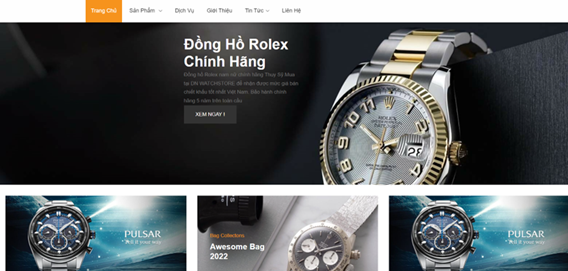 Trang Chủ Sản Phẩm Dịch Vụ Giới Thiệu Tin Tức Liên Hệ
Đồng Hồ Rolex
Chính Hãng
Đồng hồ Rolex nam nữ chính hãng Thụy Sỹ Mua
tại DN WATCHSTORE để nhận được mức giá bán
chiết khấu tốt nhất Việt Nam. Bảo hành chính
hãng 5 năm trên toàn cầu
XEM NGAY !
ROLEX
28
PULSAR
Bag Collections
Awesome Bag
2022
PULSAR